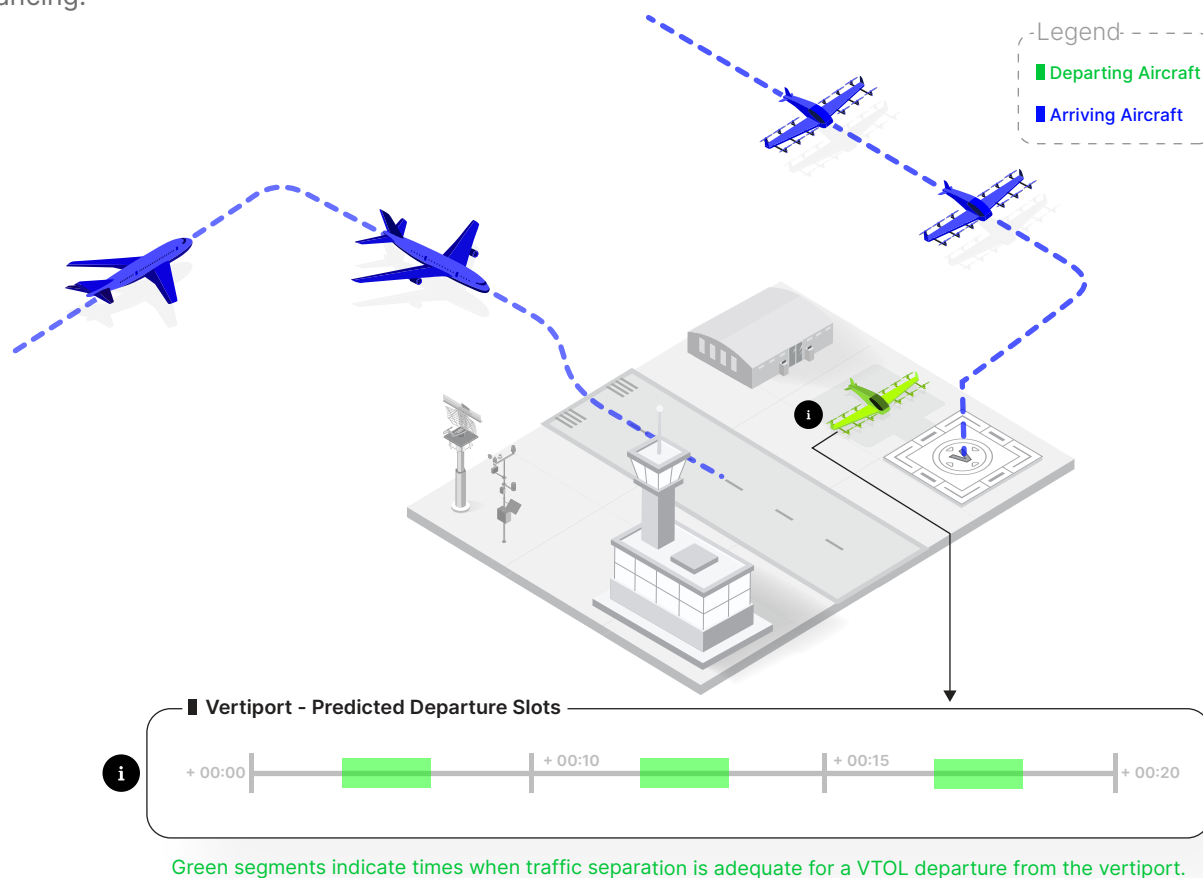 Legend
Departing Aircraft
Arriving Aircraft
i
Vertiport - Predicted Departure Slots
i
+ 00:00
+ 00:10
+ 00:15
+ 00:20
Green segments indicate times when traffic separation is adequate for a VTOL departure from the vertiport.